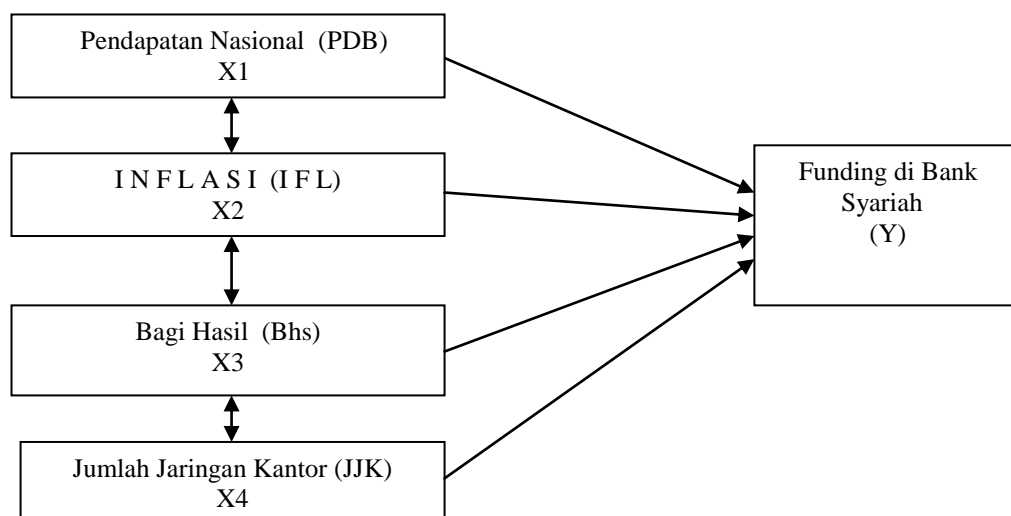 Pendapatan Nasional (PDB)
X1
I N F L A S I (I F L)
X2
Funding di Bank
Syariah
(Y)
Bagi Hasil (Bhs)
X3
Jumlah Jaringan Kantor (JJK)
X4